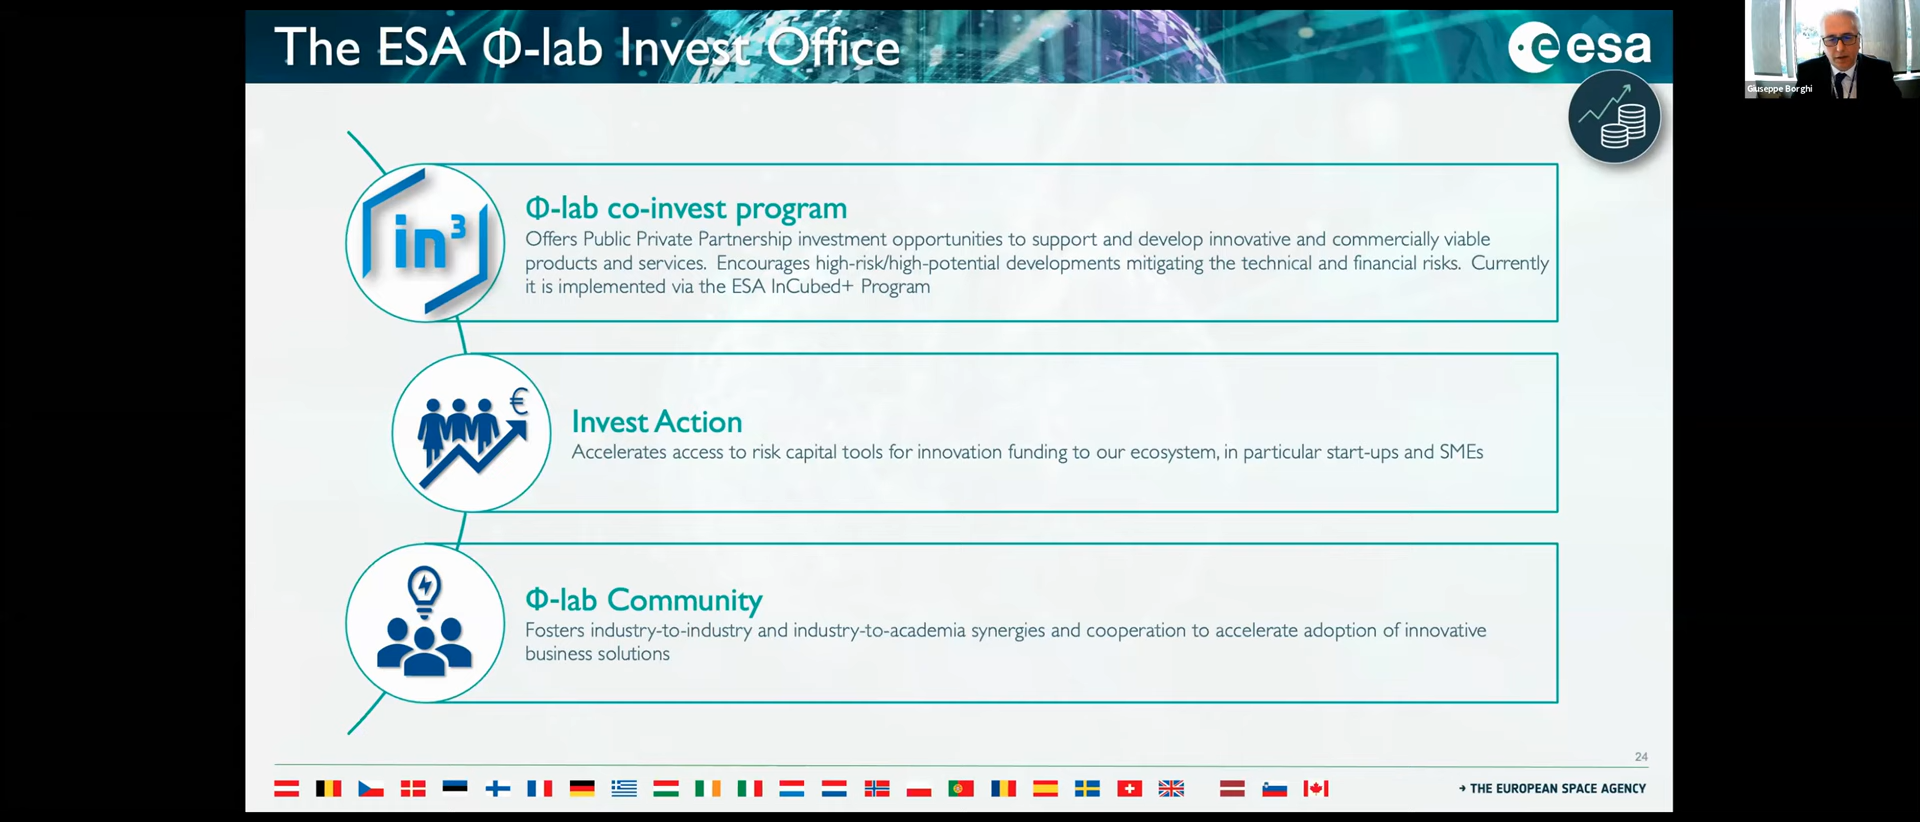 The ESA Φ-lab Invest Office
esa
Giuseppe Borghi
in³
Φ-lab co-invest program
Offers Public Private Partnership investment opportunities to support and develop innovative and commercially viable
products and services. Encourages high-risk/high-potential developments mitigating the technical and financial risks. Currently
it is implemented via the ESA InCubed+ Program
€
Invest Action
Accelerates access to risk capital tools for innovation funding to our ecosystem, in particular start-ups and SMEs
Φ-lab Community
Fosters industry-to-industry and industry-to-academia synergies and cooperation to accelerate adoption of innovative
business solutions
24
→ THE EUROPEAN SPACE AGENCY